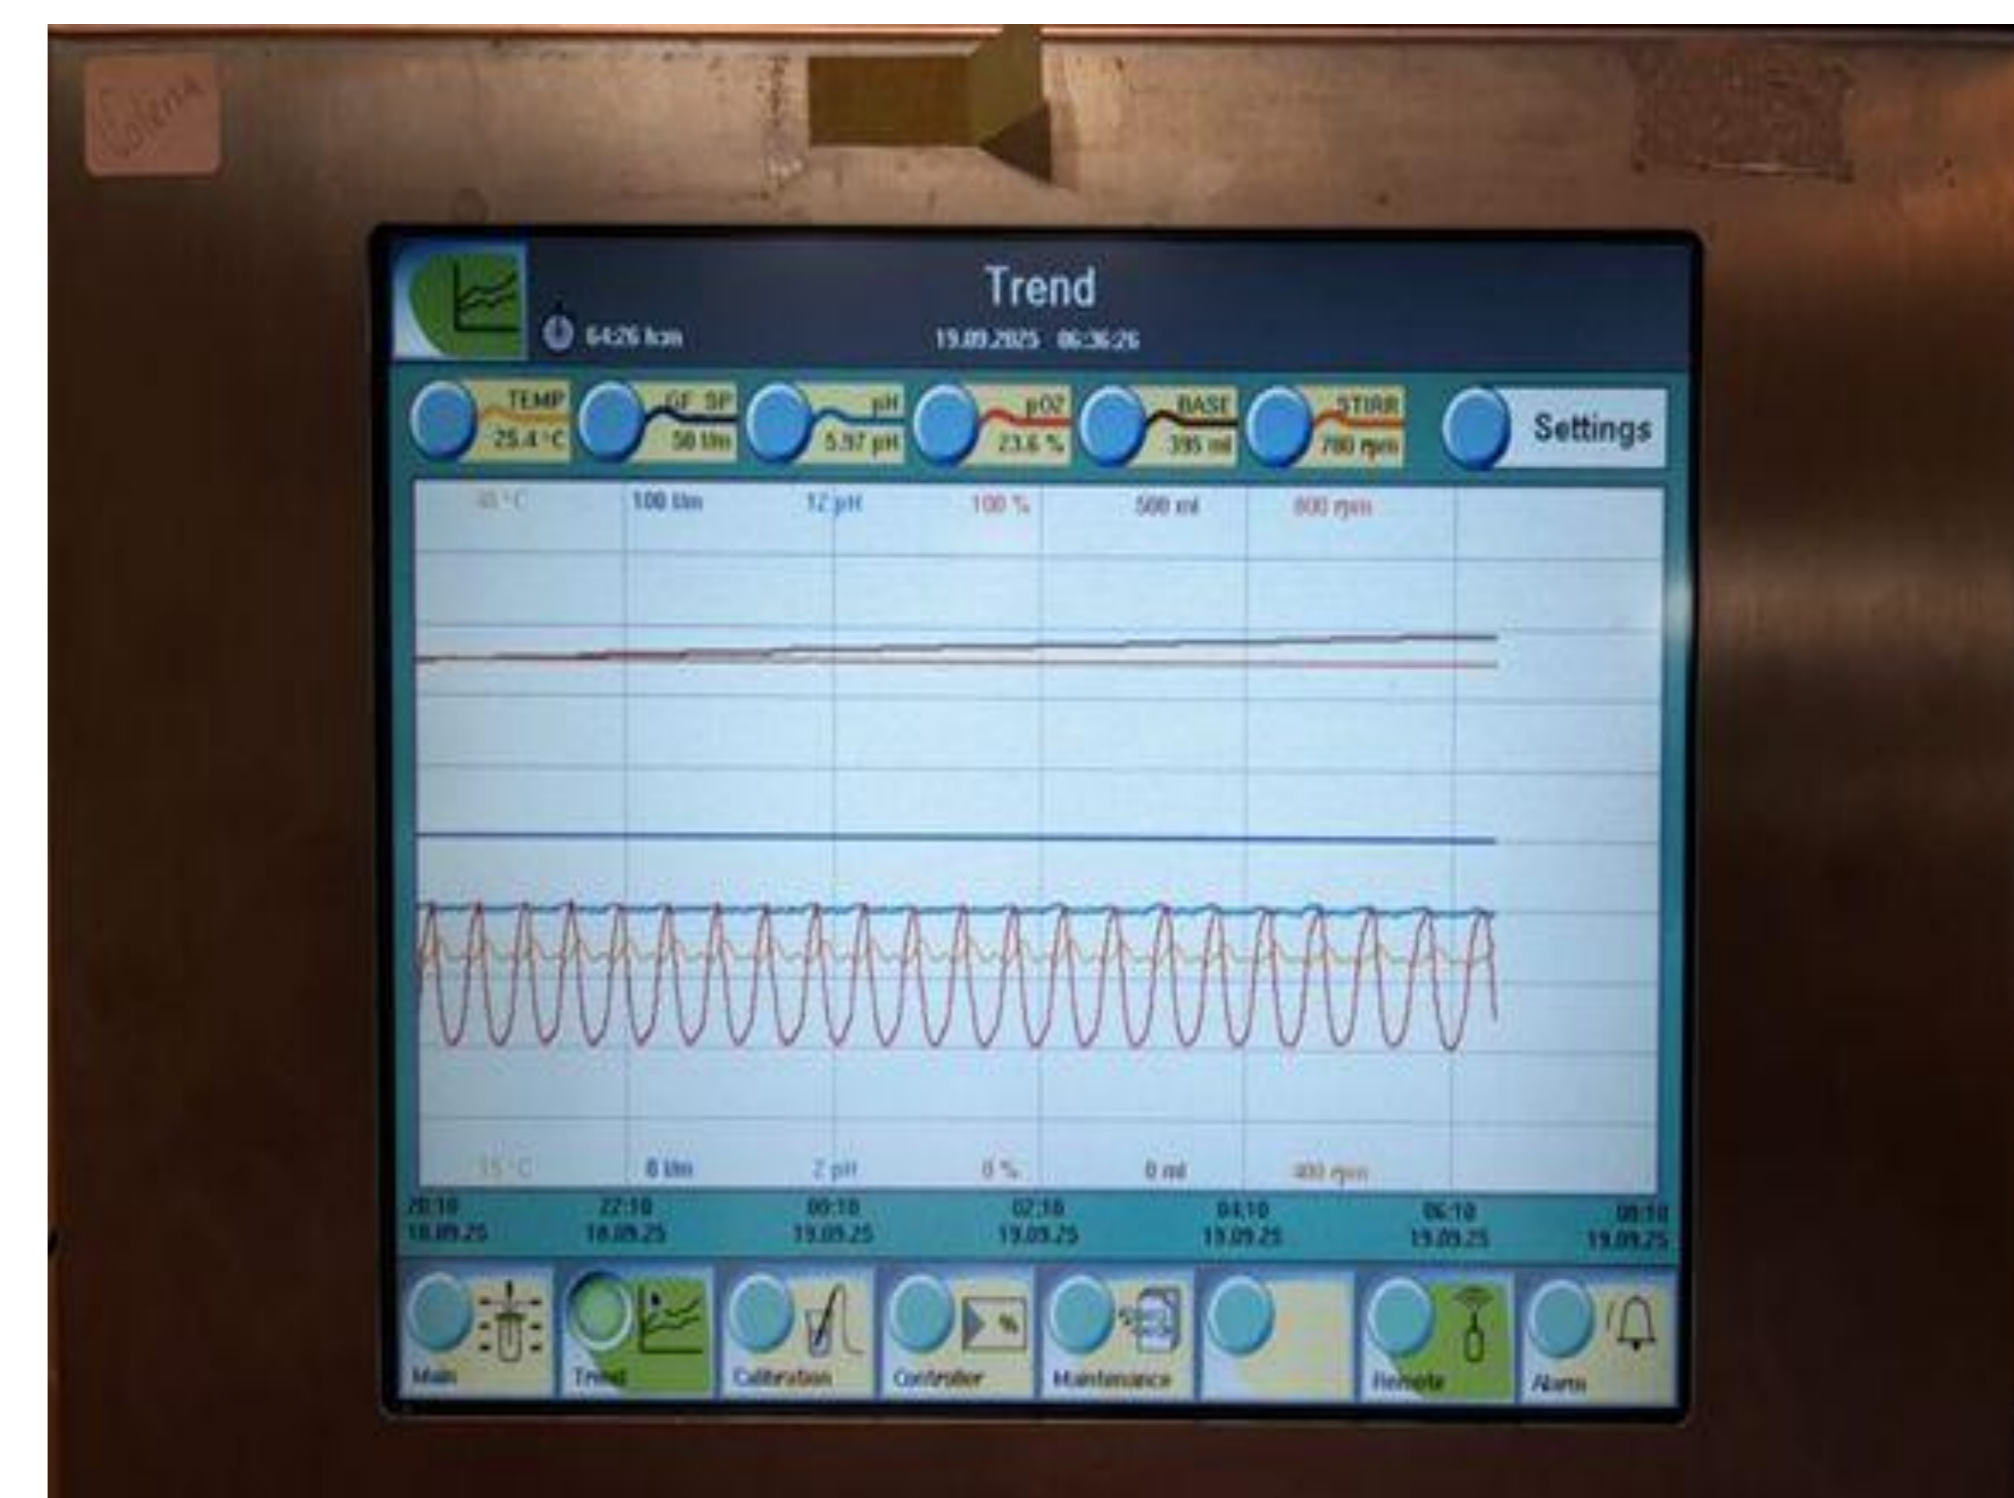 Trend
64:26 h:m
19.09.2025 06:36:26
TEMP
25.4 °C
GF_SP
50 l/m
pH
5.97 pH
pO2
23.6 %
BASE
395 ml
STIRR
700 rpm
Settings
100 l/m 12 pH 100 % 500 ml 800 rpm
15 °C 0 l/m 2 pH 0 % 0 ml 400 rpm
20:10 22:10 00:10 02:10 04:10 06:10 08:10
18.09.25 18.09.25 19.09.25 19.09.25 19.09.25 19.09.25 19.09.25
Main Trend Calibration Controller Maintenance Remote Alarm